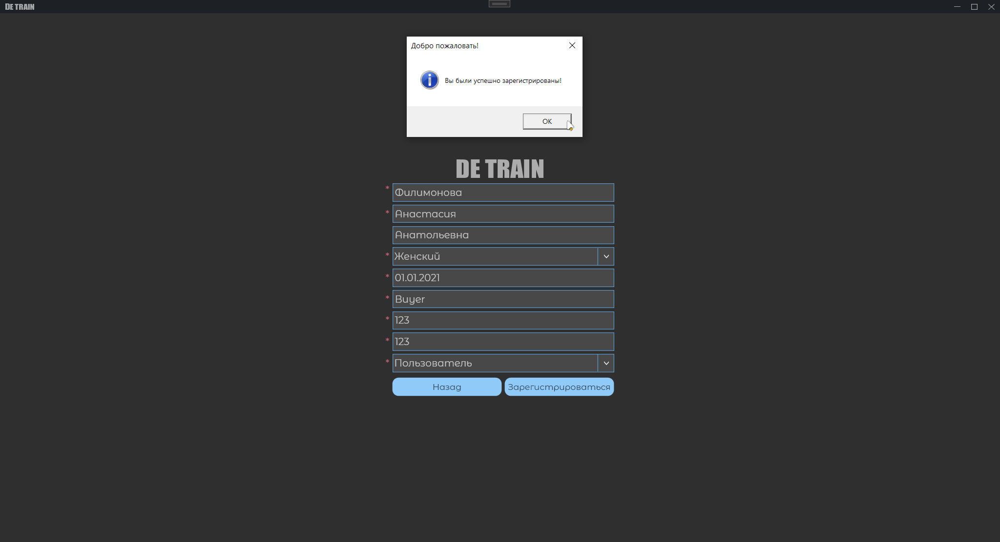 DE TRAIN
Добро пожаловать!
Вы были успешно зарегистрированы!
OK
DE TRAIN
* Филимонова
* Анастасия
Анатольевна
* Женский
* 01.01.2021
* Buyer
* 123
* 123
* Пользователь
Назад Зарегистрироваться